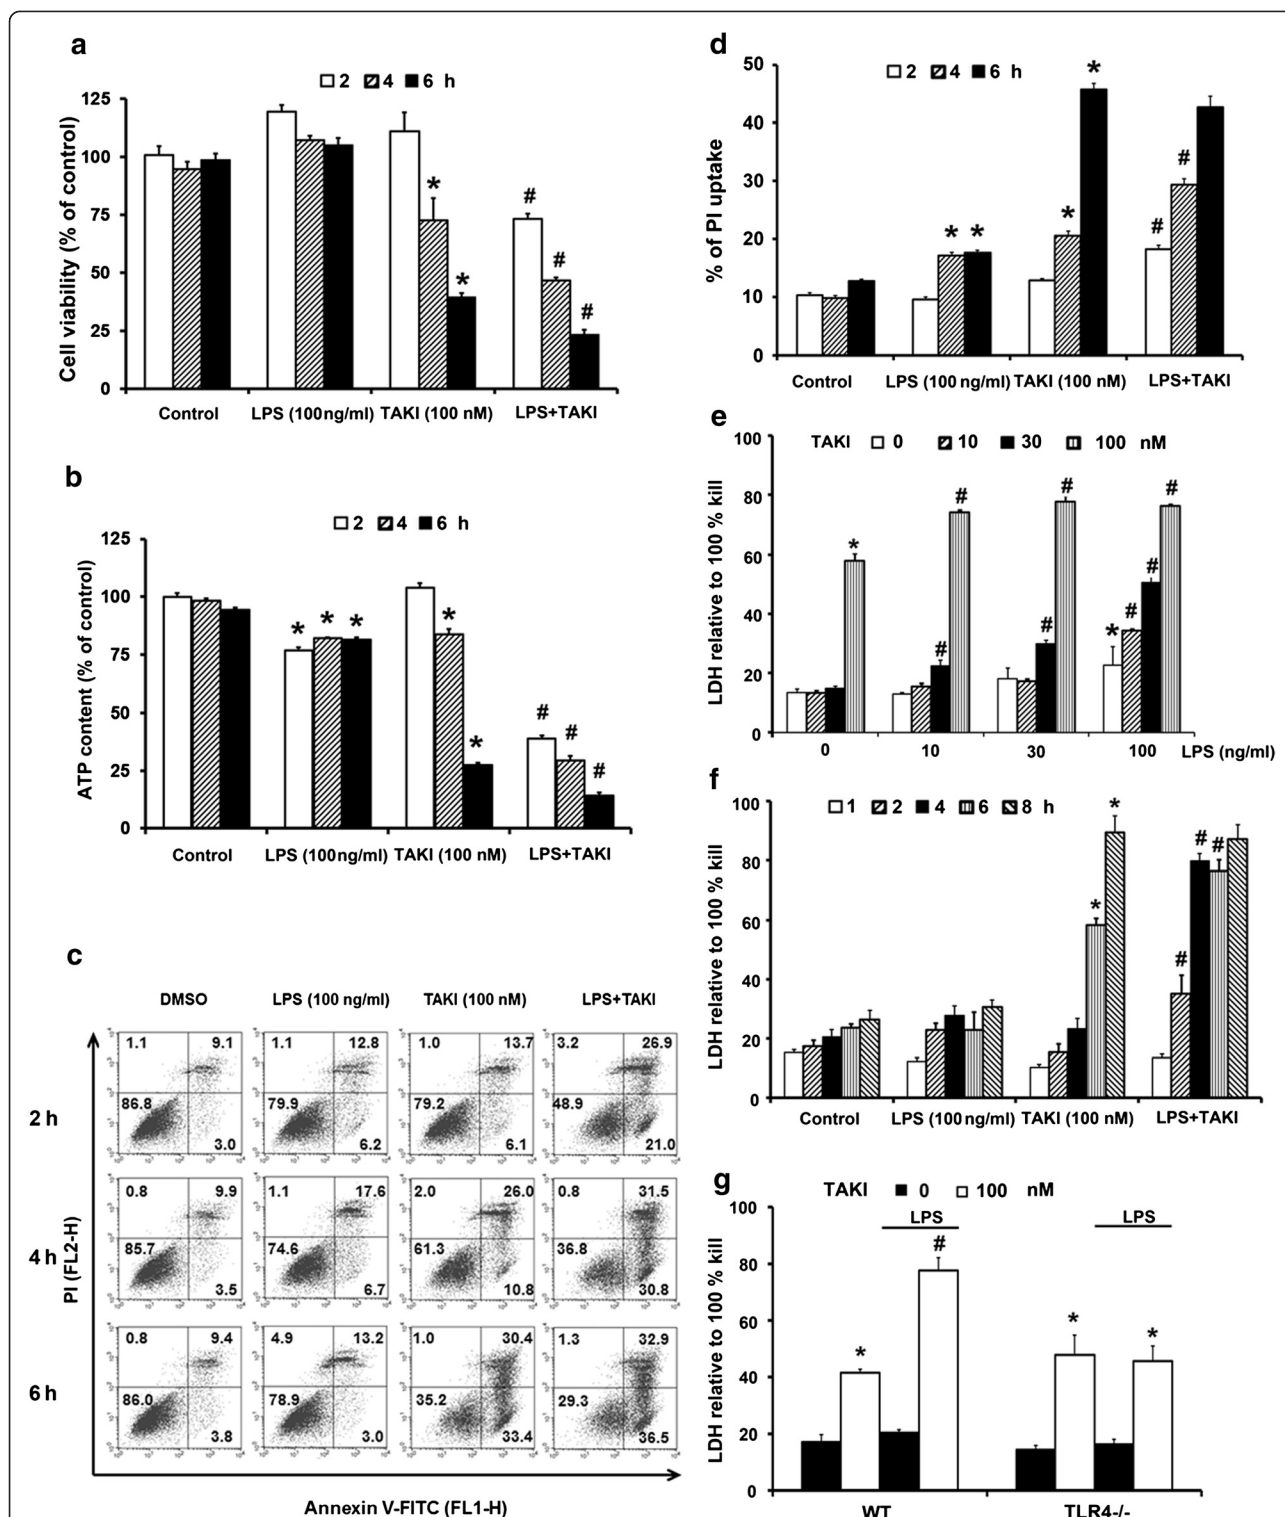 a
2 4 6 h
Cell viability (% of control)
125
100
75
50
25
0
* * # # #
Control LPS (100ng/ml) TAKI (100 nM) LPS+TAKI
b
2 4 6 h
ATP content (% of control)
125
100
75
50
25
0
* * * * * # # #
Control LPS (100ng/ml) TAKI (100 nM) LPS+TAKI
c
DMSO LPS (100 ng/ml) TAKI (100 nM) LPS+TAKI
2 h
1.1 9.1 1.1 12.8 1.0 13.7 3.2 26.9
86.8 79.9 79.2 48.9
3.0 6.2 6.1 21.0
4 h
0.8 9.9 1.1 17.6 2.0 26.0 0.8 31.5
85.7 74.6 61.3 36.8
3.5 6.7 10.8 30.8
6 h
0.8 9.4 4.9 13.2 1.0 30.4 1.3 32.9
86.0 78.9 35.2 29.3
3.8 3.0 33.4 36.5
PI (FL2-H)
Annexin V-FITC (FL1-H)
d
2 4 6 h
% of PI uptake
50
40
30
20
10
0
* * * * # #
Control LPS (100 ng/ml) TAKI (100 nM) LPS+TAKI
e
TAKI 0 10 30 100 nM
LDH relative to 100 % kill
100
80
60
40
20
0
* # # # # * # # #
0 10 30 100 LPS (ng/ml)
f
1 2 4 6 8 h
LDH relative to 100 % kill
100
80
60
40
20
0
* * # # #
Control LPS (100ng/ml) TAKI (100 nM) LPS+TAKI
g
TAKI 0 100 nM
LDH relative to 100 % kill
100
80
60
40
20
0
LPS LPS
* # * *
WT TLR4-/-